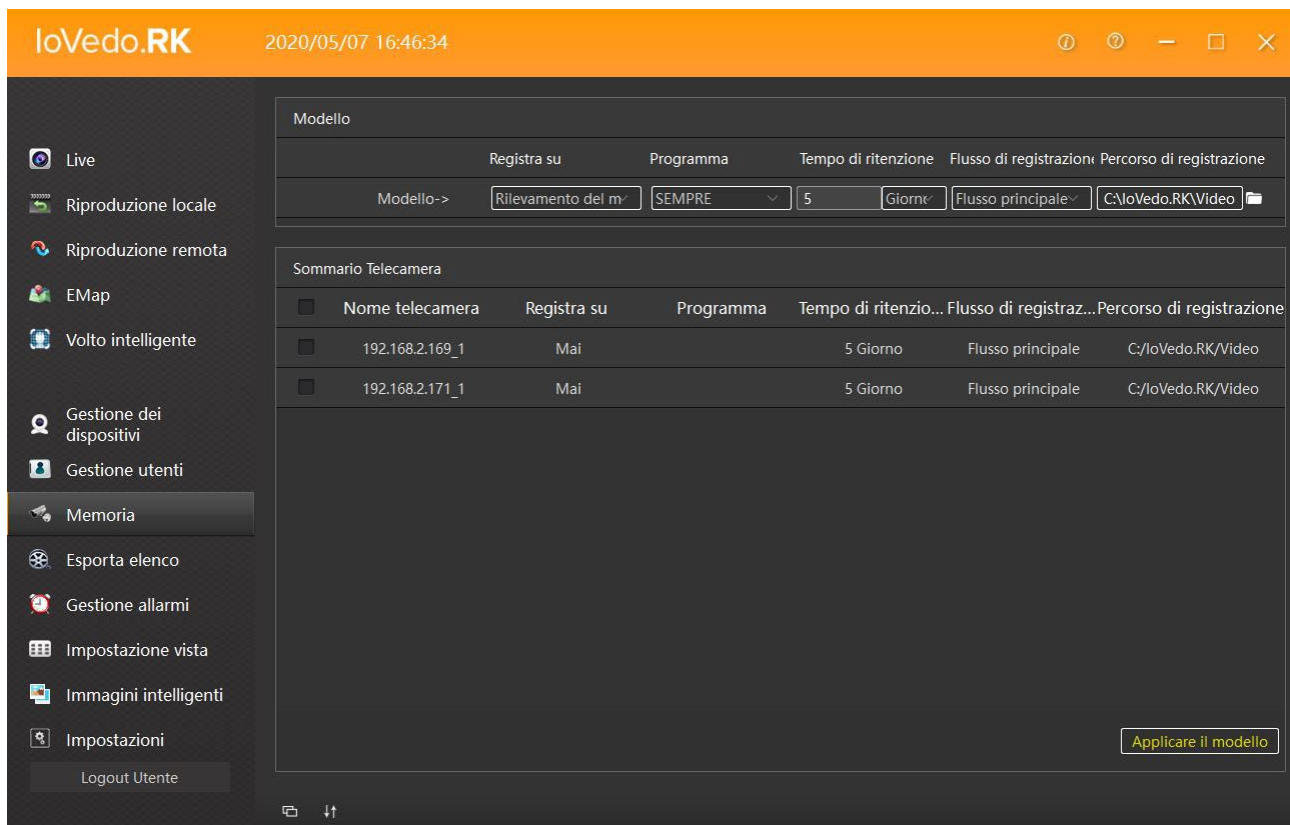 IoVedo.RK 2020/05/07 16:46:34
Live
Riproduzione locale
Riproduzione remota
EMap
Volto intelligente
Gestione dei
dispositivi
Gestione utenti
Memoria
Esporta elenco
Gestione allarmi
Impostazione vista
Immagini intelligenti
Impostazioni
Logout Utente
Modello
Registra su Programma Tempo di ritenzione Flusso di registrazione Percorso di registrazione
Modello-> Rilevamento del m SEMPRE 5 Giorn Flusso principale C:\IoVedo.RK\Video
Sommario Telecamera
Nome telecamera Registra su Programma Tempo di ritenzio... Flusso di registraz... Percorso di registrazione
192.168.2.169_1 Mai 5 Giorno Flusso principale C:/IoVedo.RK/Video
192.168.2.171_1 Mai 5 Giorno Flusso principale C:/IoVedo.RK/Video
Applicare il modello